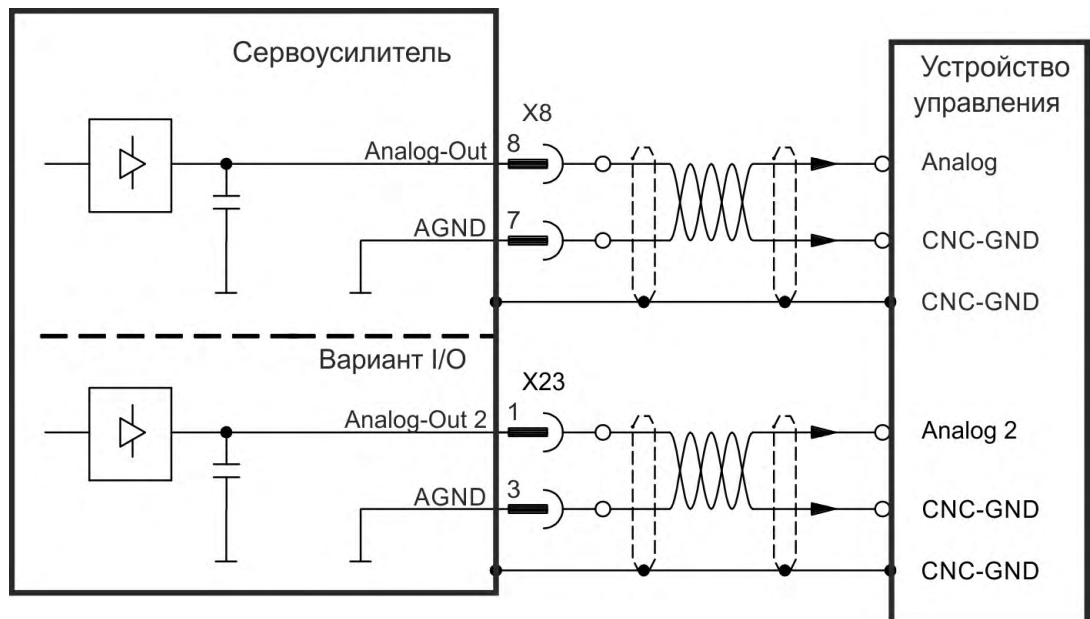 Сервоусилитель
Устройство
управления
X8
Analog-Out
8
Analog
AGND
7
CNC-GND
CNC-GND
Вариант I/O
X23
Analog-Out 2
1
Analog 2
AGND
3
CNC-GND
CNC-GND